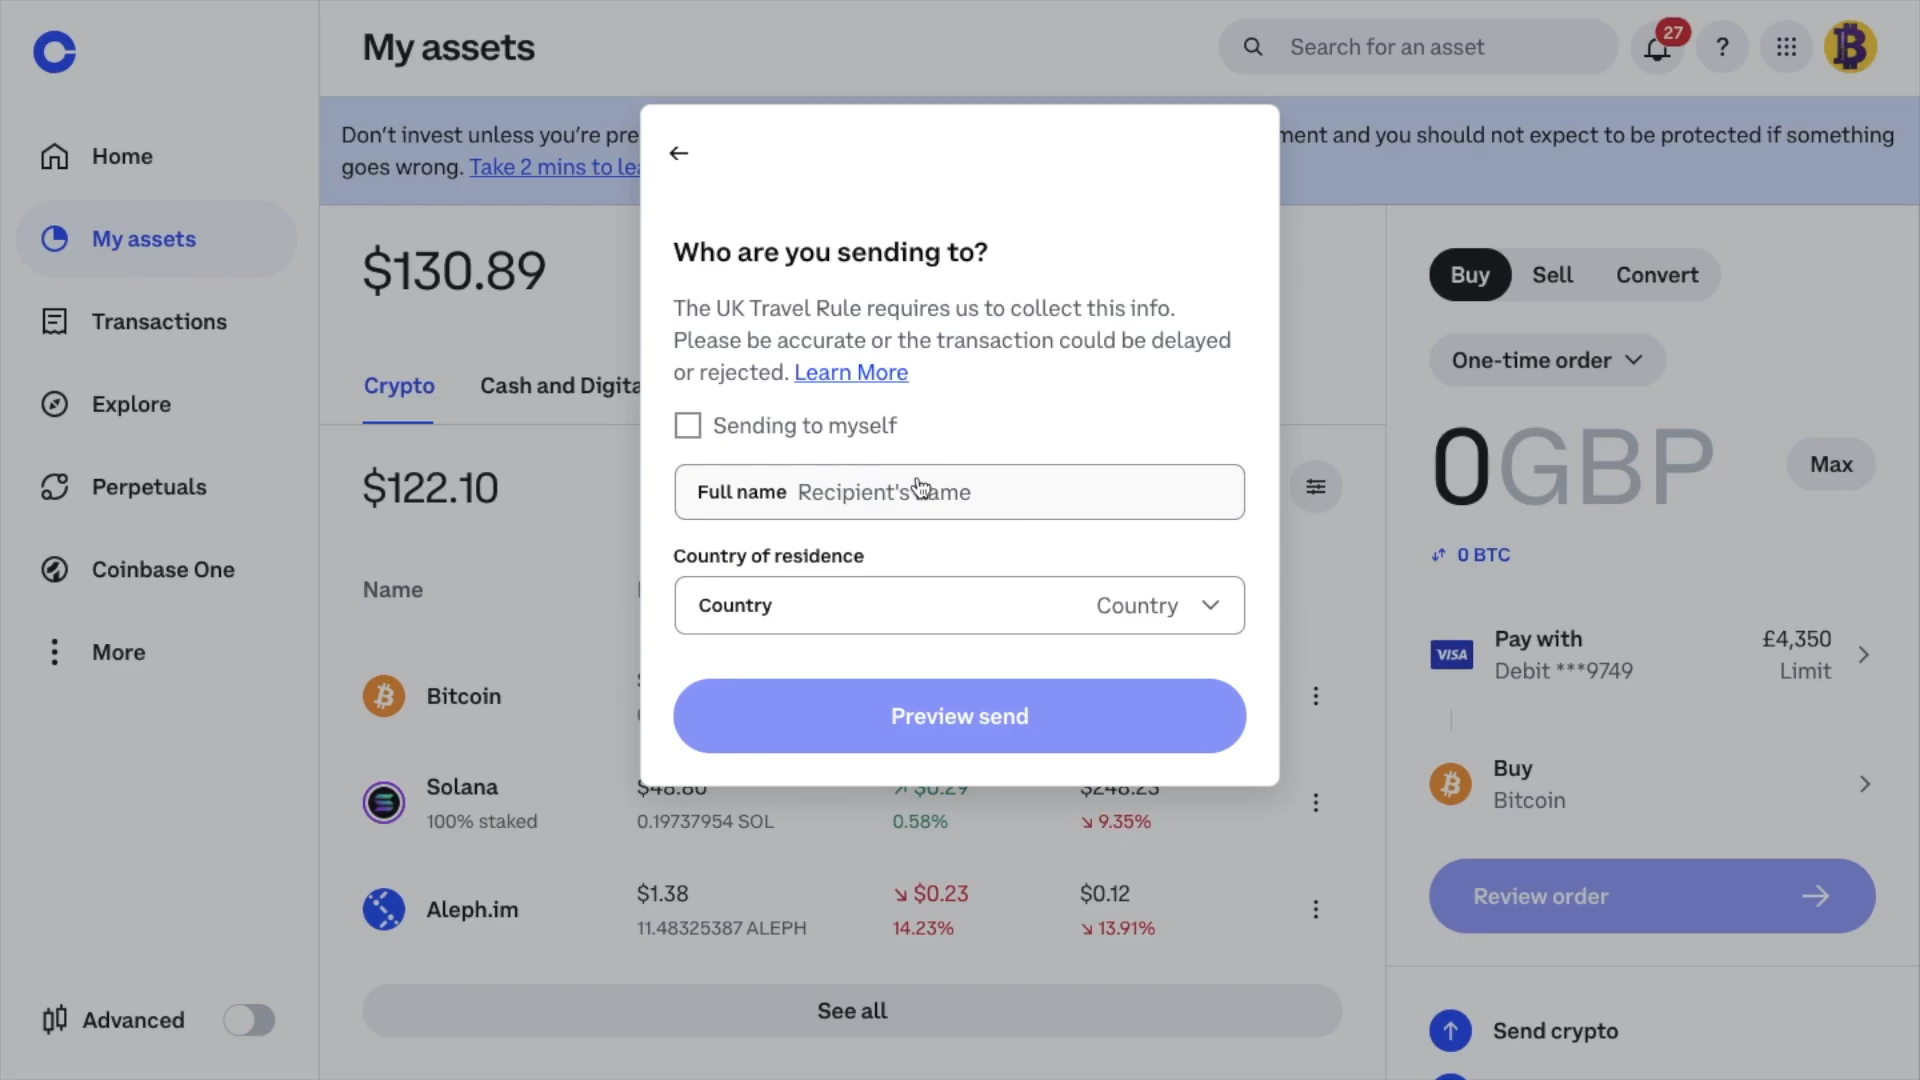 My assets
Search for an asset
27
?
Home
My assets
Transactions
Explore
Perpetuals
Coinbase One
More
Advanced
Don't invest unless you're
ment and you should not expect to be protected if something
goes wrong. Take 2 mins to
$130.89
Crypto
Cash and
$122.10
Name
Bitcoin
Solana
100% staked
0.19737954 SOL
0.58%
9.35%
Aleph.im
$1.38
$0.23
$0.12
11.48325387 ALEPH
14.23%
13.91%
See all
Who are you sending to?
The UK Travel Rule requires us to collect this info.
Please be accurate or the transaction could be delayed
or rejected. Learn More
Sending to myself
Full name Recipient's name
Country of residence
Country
Country
Preview send
Buy
Sell
Convert
One-time order
0GBP
Max
0 BTC
VISA
Pay with
Debit ***9749
£4,350
Limit
Buy
Bitcoin
Review order
Send crypto